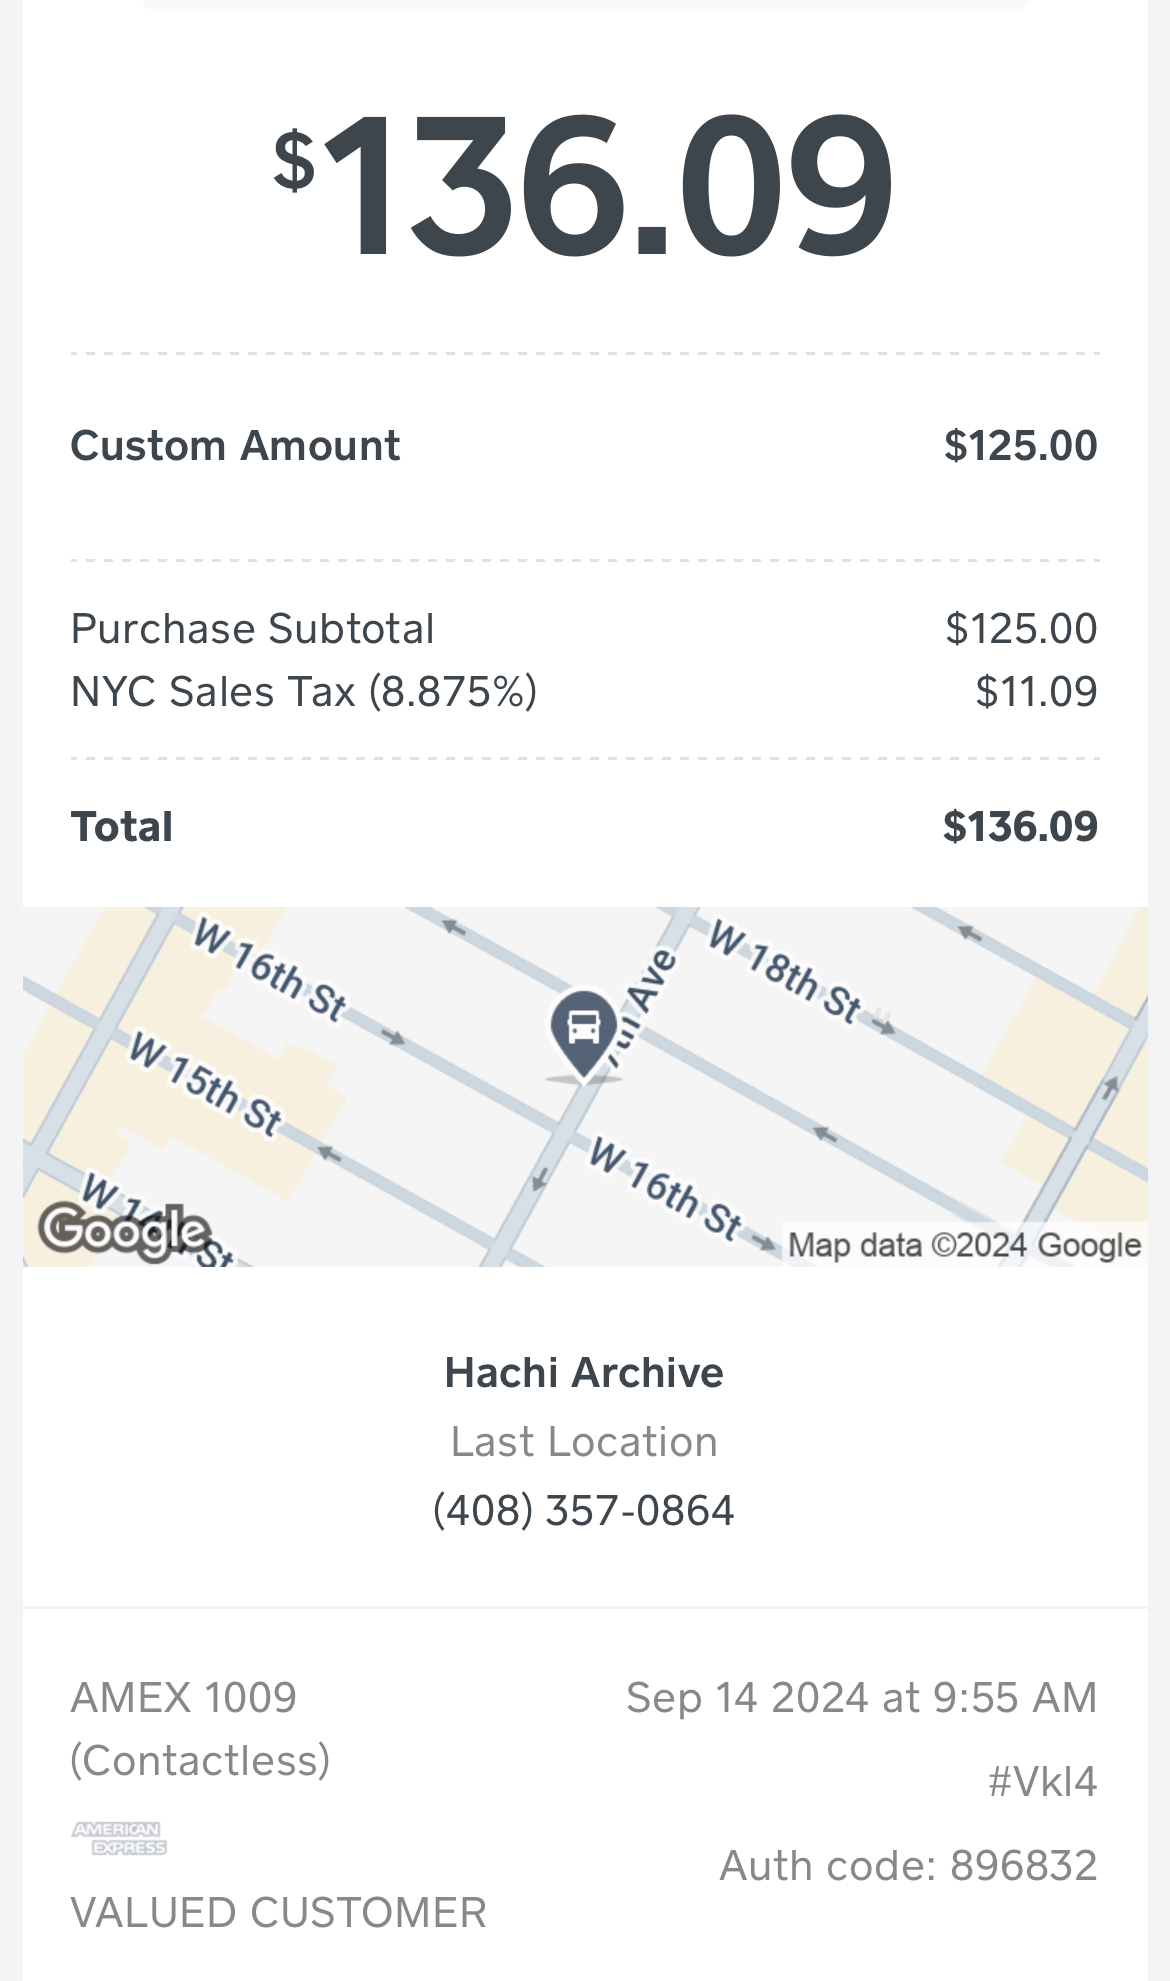 $136.09
Custom Amount $125.00
Purchase Subtotal $125.00
NYC Sales Tax (8.875%) $11.09
Total $136.09
W 16th St
W 18th St
Ave
W 15th St
W 16th St
W 14th St
Google
Map data ©2024 Google
Hachi Archive
Last Location
(408) 357-0864
AMEX 1009 Sep 14 2024 at 9:55 AM
(Contactless)
#Vkl4
AMERICAN
EXPRESS
Auth code: 896832
VALUED CUSTOMER